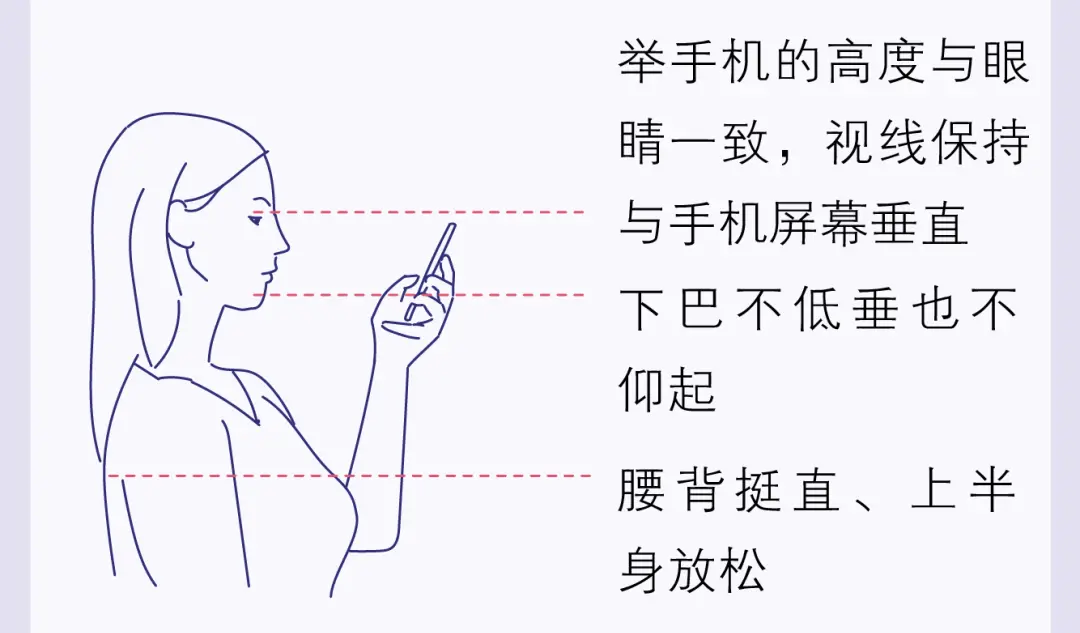 举手机的高度与眼
睛一致，视线保持
与手机屏幕垂直
下巴不低垂也不
仰起
腰背挺直、上半
身放松